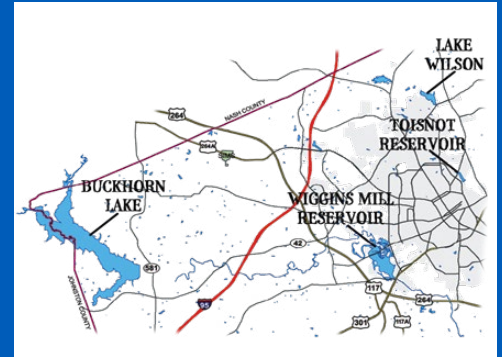 LAKE
WILSON
NASH COUNTY
264
TOISNOT
RESERVOIR
264A
BUCKHORN
LAKE
WIGGINS MILL
RESERVOIR
42
581
JOHNSTON COUNTY
95
117
264
301
117A